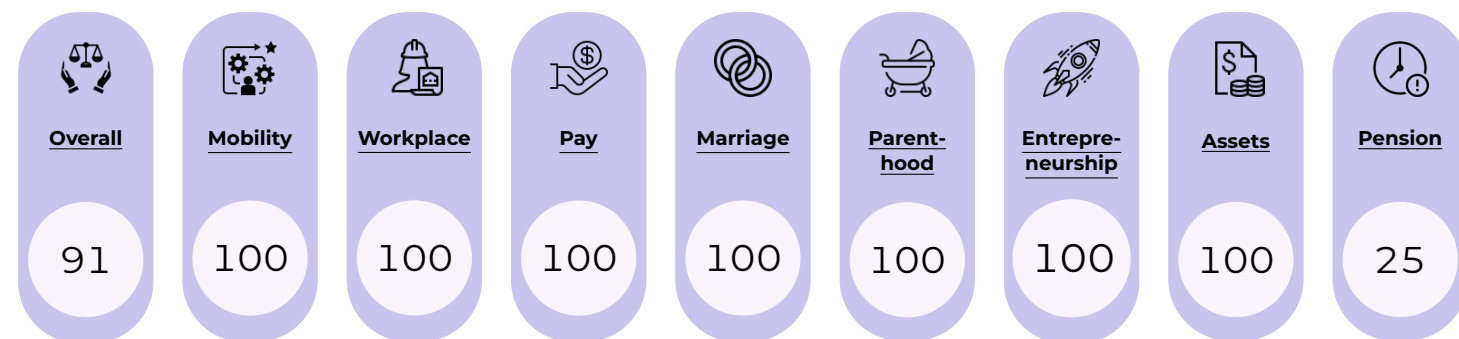 Overall
Mobility
Workplace
Pay
Marriage
Parent-
hood
Entrepre-
neurship
Assets
Pension
91
100
100
100
100
100
100
100
25